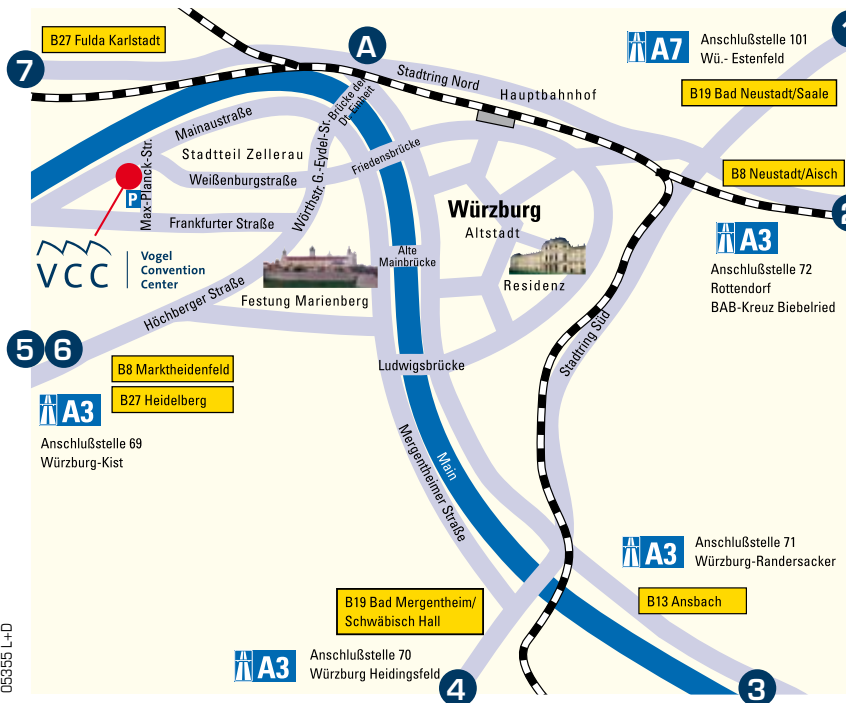 B27 Fulda Karlstadt
7
A
Stadtring Nord
Hauptbahnhof
A7
Anschlußstelle 101
Wü.- Estenfeld
1
B19 Bad Neustadt/Saale
B8 Neustadt/Aisch
2
A3
Anschlußstelle 72
Rottendorf
BAB-Kreuz Biebelried
Brücke der
Dt. Einheit
Mainaustraße
Stadtteil Zellerau
Weißenburgstraße
Friedensbrücke
Wörthstr. G.-Eydel-Str.
Max-Planck-Str.
P
Frankfurter Straße
VCC
Vogel
Convention
Center
Würzburg
Altstadt
Alte
Mainbrücke
Residenz
Festung Marienberg
Höchberger Straße
5 6
B8 Marktheidenfeld
B27 Heidelberg
A3
Anschlußstelle 69
Würzburg-Kist
Ludwigsbrücke
Stadtring Süd
Main
Mergentheimer Straße
A3
Anschlußstelle 71
Würzburg-Randersacker
B13 Ansbach
B19 Bad Mergentheim/
Schwäbisch Hall
A3
Anschlußstelle 70
Würzburg Heidingsfeld
4
3
05355 L+D